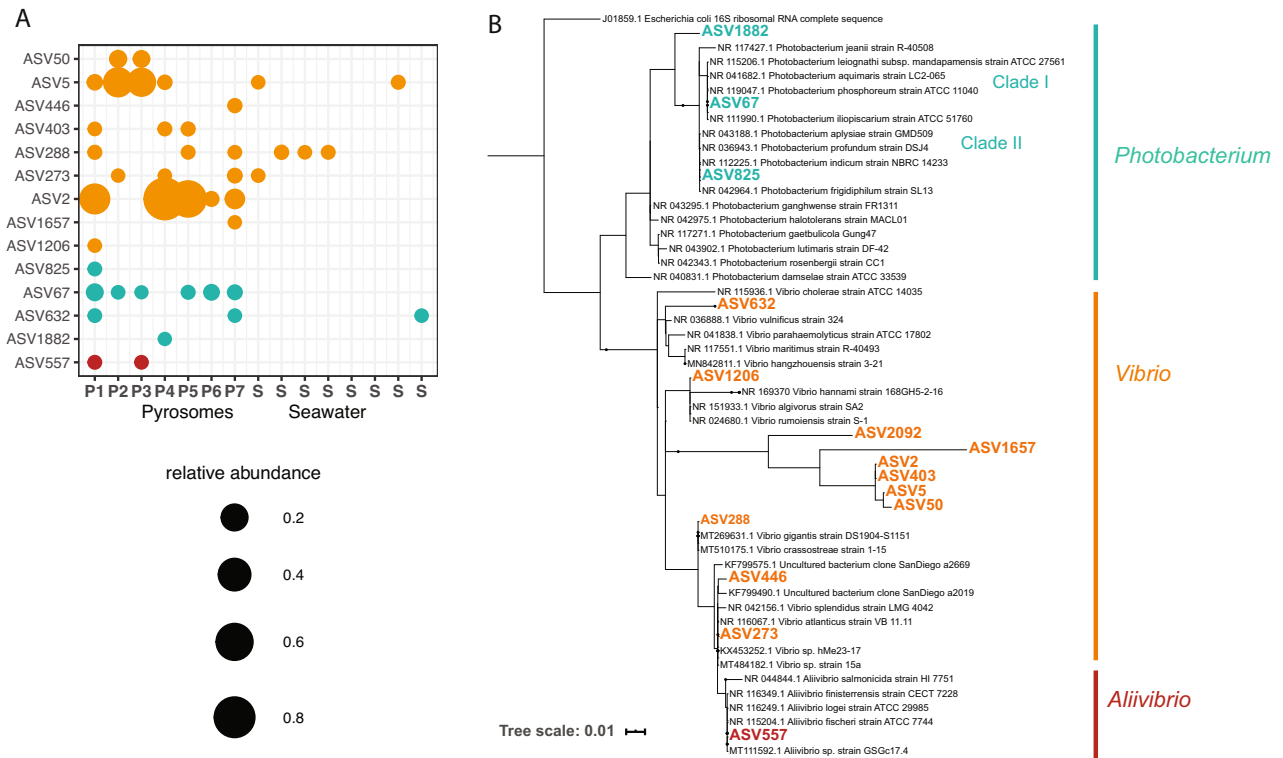 A
ASV50
ASV5
ASV446
ASV403
ASV288
ASV273
ASV2
ASV1657
ASV1206
ASV825
ASV67
ASV632
ASV1882
ASV557
P1 P2 P3 P4 P5 P6 P7 S S S S S S S S
Pyrosomes Seawater
relative abundance
0.2
0.4
0.6
0.8
B
J01859.1 Escherichia coli 16S ribosomal RNA complete sequence
ASV1882
NR 117427.1 Photobacterium jeanii strain R-40508
NR 115206.1 Photobacterium leiognathi subsp. mandapamensis strain ATCC 27561
NR 041682.1 Photobacterium aquimaris strain LC2-065
NR 119047.1 Photobacterium phosphoreum strain ATCC 11040
ASV67
NR 111990.1 Photobacterium iliopiscarium strain ATCC 51760
NR 043188.1 Photobacterium aplysiae strain GMD509
NR 036943.1 Photobacterium profundum strain DSJ4
NR 112225.1 Photobacterium indicum strain NBRC 14233
ASV825
NR 042964.1 Photobacterium frigidiphilum strain SL13
NR 043295.1 Photobacterium ganghwense strain FR1311
NR 042975.1 Photobacterium halotolerans strain MACL01
NR 117271.1 Photobacterium gaetbulicola Gung47
NR 043902.1 Photobacterium lutimaris strain DF-42
NR 042343.1 Photobacterium rosenbergii strain CC1
NR 040831.1 Photobacterium damselae strain ATCC 33539
NR 115936.1 Vibrio cholerae strain ATCC 14035
ASV632
NR 036888.1 Vibrio vulnificus strain 324
NR 041838.1 Vibrio parahaemolyticus strain ATCC 17802
NR 117551.1 Vibrio maritimus strain R-40493
MN842811.1 Vibrio hangzhouensis strain 3-21
ASV1206
NR 169370 Vibrio hannami strain 168GH5-2-16
NR 151933.1 Vibrio algivorus strain SA2
NR 024680.1 Vibrio rumoiensis strain S-1
ASV2092
ASV1657
ASV2
ASV403
ASV5
ASV50
ASV288
MT269631.1 Vibrio gigantis strain DS1904-S1151
MT510175.1 Vibrio crassostreae strain 1-15
KF799575.1 Uncultured bacterium clone SanDiego a2669
ASV446
KF799490.1 Uncultured bacterium clone SanDiego a2019
NR 042156.1 Vibrio splendidus strain LMG 4042
NR 116067.1 Vibrio atlanticus strain VB 11.11
ASV273
KX453252.1 Vibrio sp. hMe23-17
MT484182.1 Vibrio sp. strain 15a
NR 044844.1 Aliivibrio salmonicida strain HI 7751
NR 116349.1 Aliivibrio finisterrensis strain CECT 7228
NR 116249.1 Aliivibrio logei strain ATCC 29985
NR 115204.1 Aliivibrio fischeri strain ATCC 7744
ASV557
MT111592.1 Aliivibrio sp. strain GSGc17.4
Tree scale: 0.01
Clade I
Clade II
Photobacterium
Vibrio
Aliivibrio